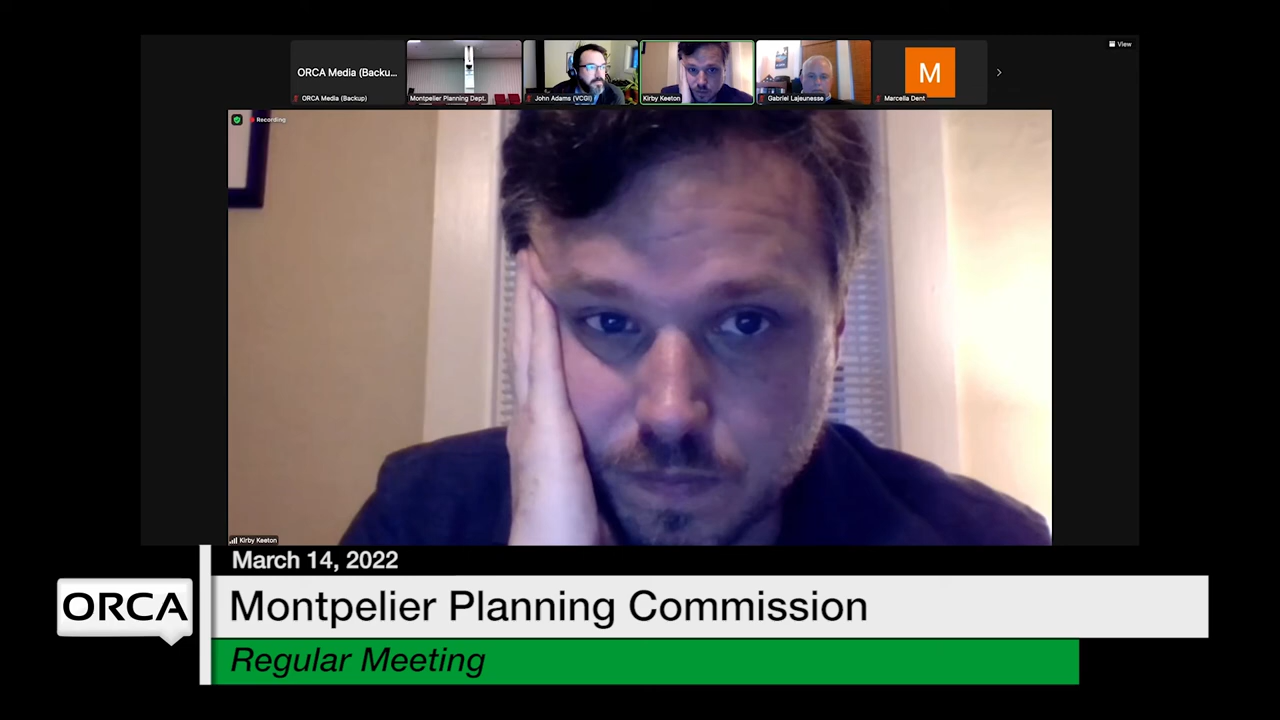 View
ORCA Media (Backu...
M
ORCA Media (Backup)
Montpelier Planning Dept.
John Adams (VCGI)
Kirby Keeton
Gabriel Lajeunesse
Marcella Dent
Recording
Kirby Keeton
March 14, 2022
ORCA
Montpelier Planning Commission
Regular Meeting